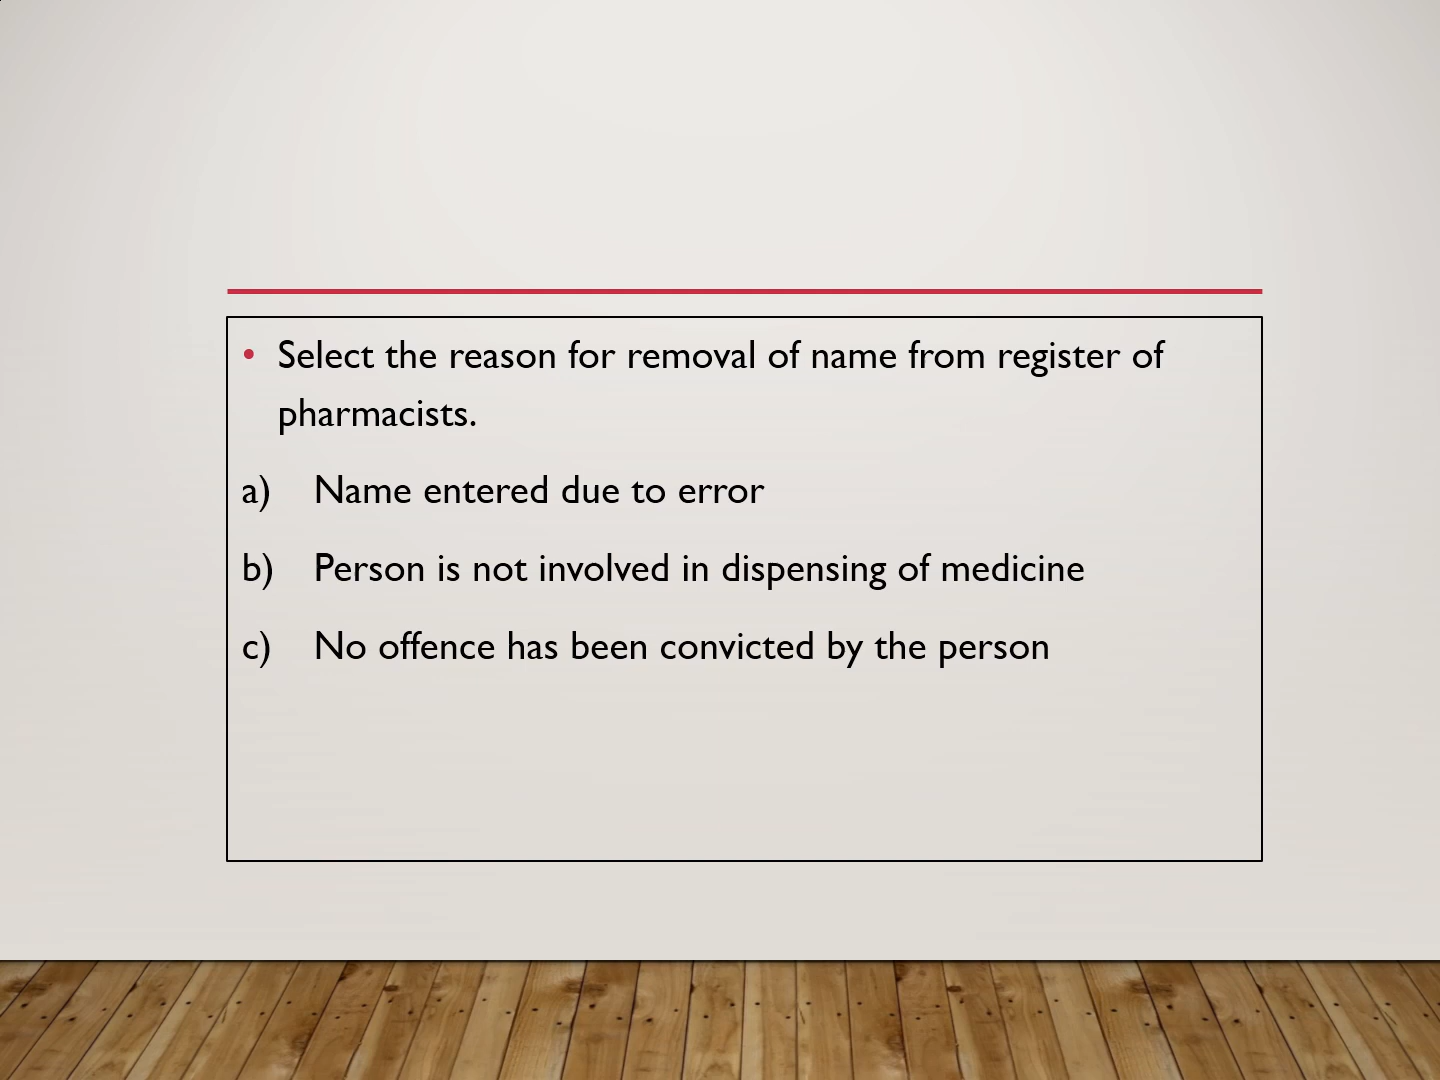 • Select the reason for removal of name from register of
pharmacists.
a) Name entered due to error
b) Person is not involved in dispensing of medicine
c) No offence has been convicted by the person